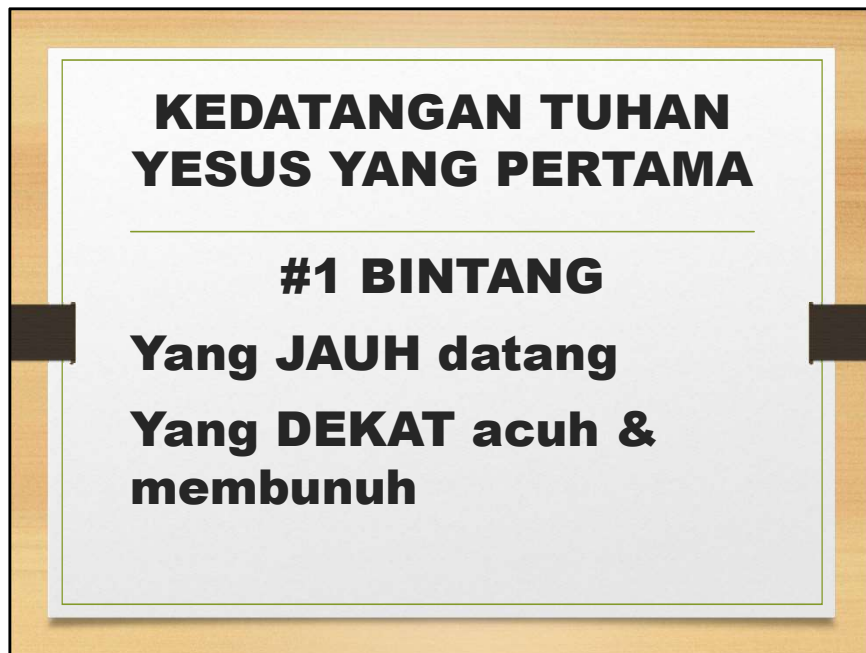 KEDATANGAN TUHAN
YESUS YANG PERTAMA
#1 BINTANG
Yang JAUH datang
Yang DEKAT acuh &
membunuh